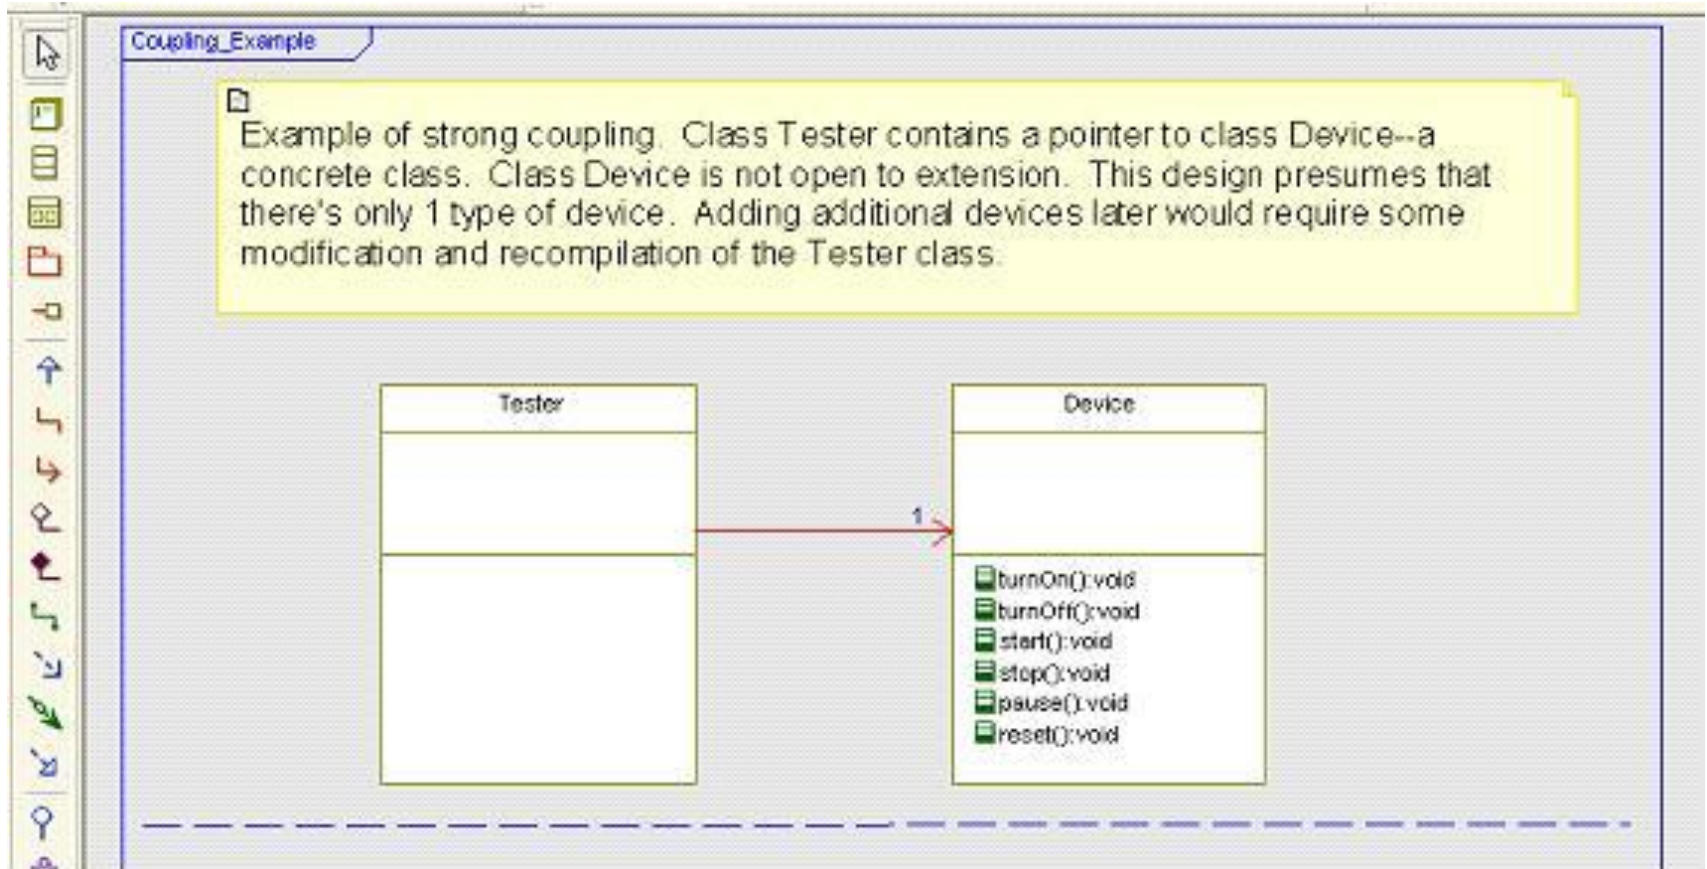 Coupling_Example
Example of strong coupling. Class Tester contains a pointer to class Device--a
concrete class. Class Device is not open to extension. This design presumes that
there's only 1 type of device. Adding additional devices later would require some
modification and recompilation of the Tester class.
Tester
Device
1
turnOn():void
turnOff():void
start():void
stop():void
pause():void
reset():void